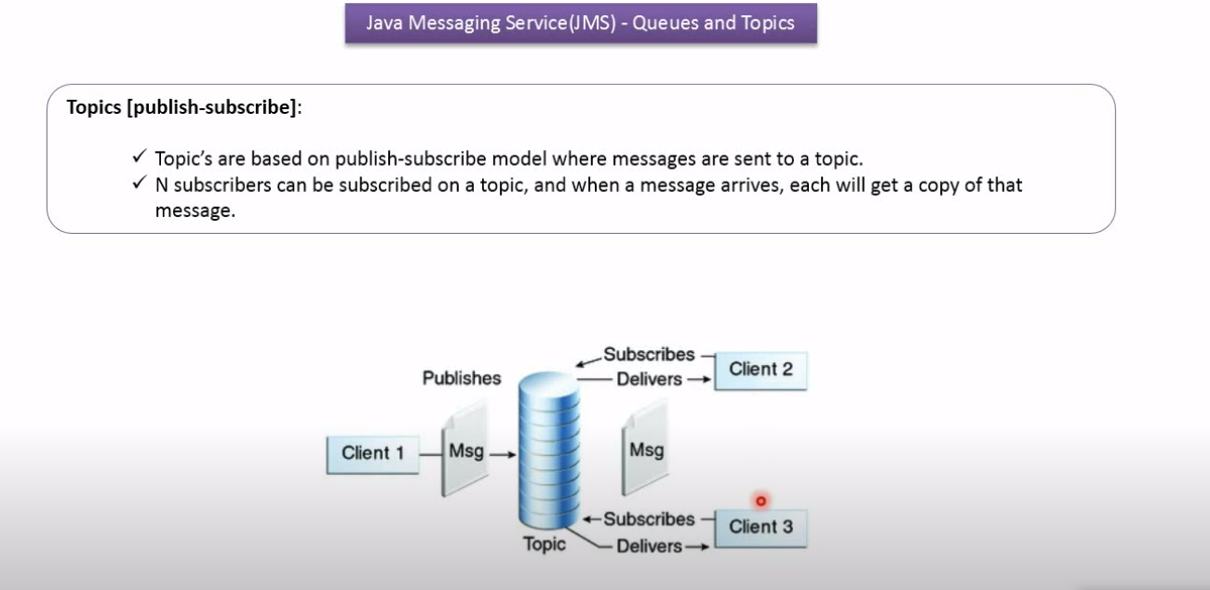 Java Messaging Service(JMS) - Queues and Topics
Topics [publish-subscribe]:
✓ Topic's are based on publish-subscribe model where messages are sent to a topic.
✓ N subscribers can be subscribed on a topic, and when a message arrives, each will get a copy of that
message.
Subscribes
Client 2
Publishes
Delivers
Client 1
Msg
Msg
Subscribes
Client 3
Topic
Delivers